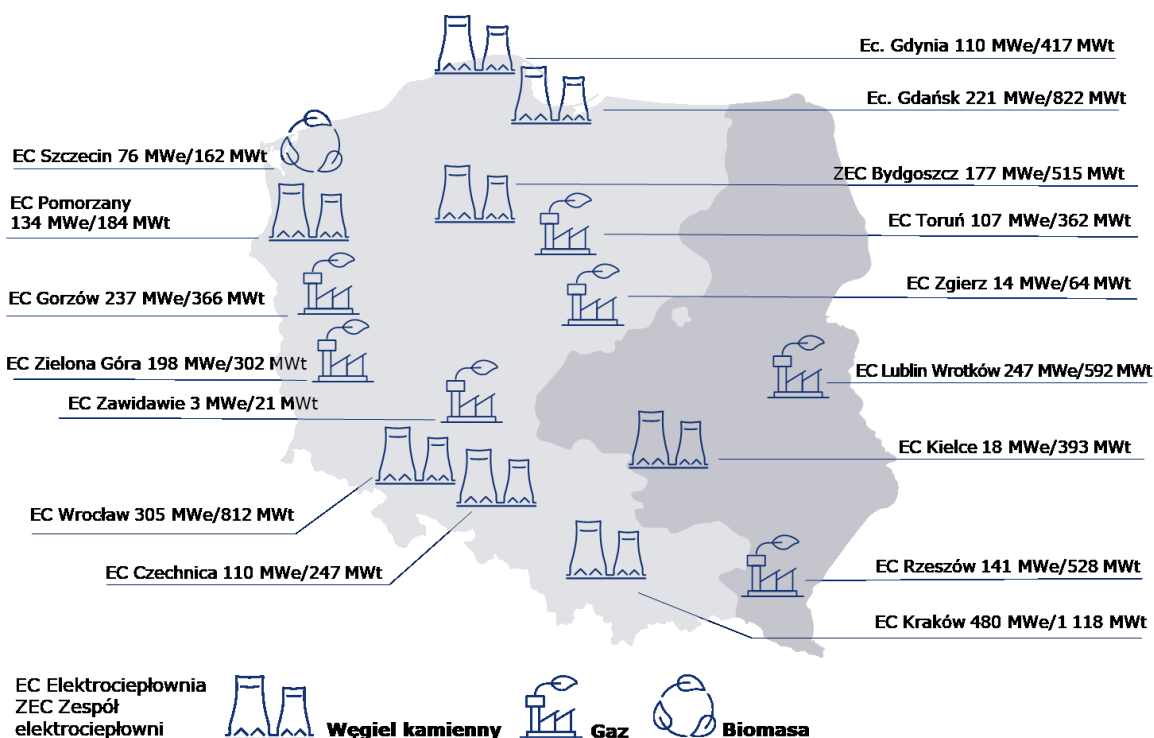 Ec. Gdynia 110 MWe/417 MWt
Ec. Gdańsk 221 MWe/822 MWt
EC Szczecin 76 MWe/162 MWt
ZEC Bydgoszcz 177 MWe/515 MWt
EC Pomorzany
134 MWe/184 MWt
EC Toruń 107 MWe/362 MWt
EC Gorzów 237 MWe/366 MWt
EC Zgierz 14 MWe/64 MWt
EC Zielona Góra 198 MWe/302 MWt
EC Lublin Wrotków 247 MWe/592 MWt
EC Zawidawie 3 MWe/21 MWt
EC Kielce 18 MWe/393 MWt
EC Wrocław 305 MWe/812 MWt
EC Czechnica 110 MWe/247 MWt
EC Rzeszów 141 MWe/528 MWt
EC Kraków 480 MWe/1 118 MWt
EC Elektrociepłownia
ZEC Zespół
elektrociepłowni
Węgiel kamienny
Gaz
Biomasa